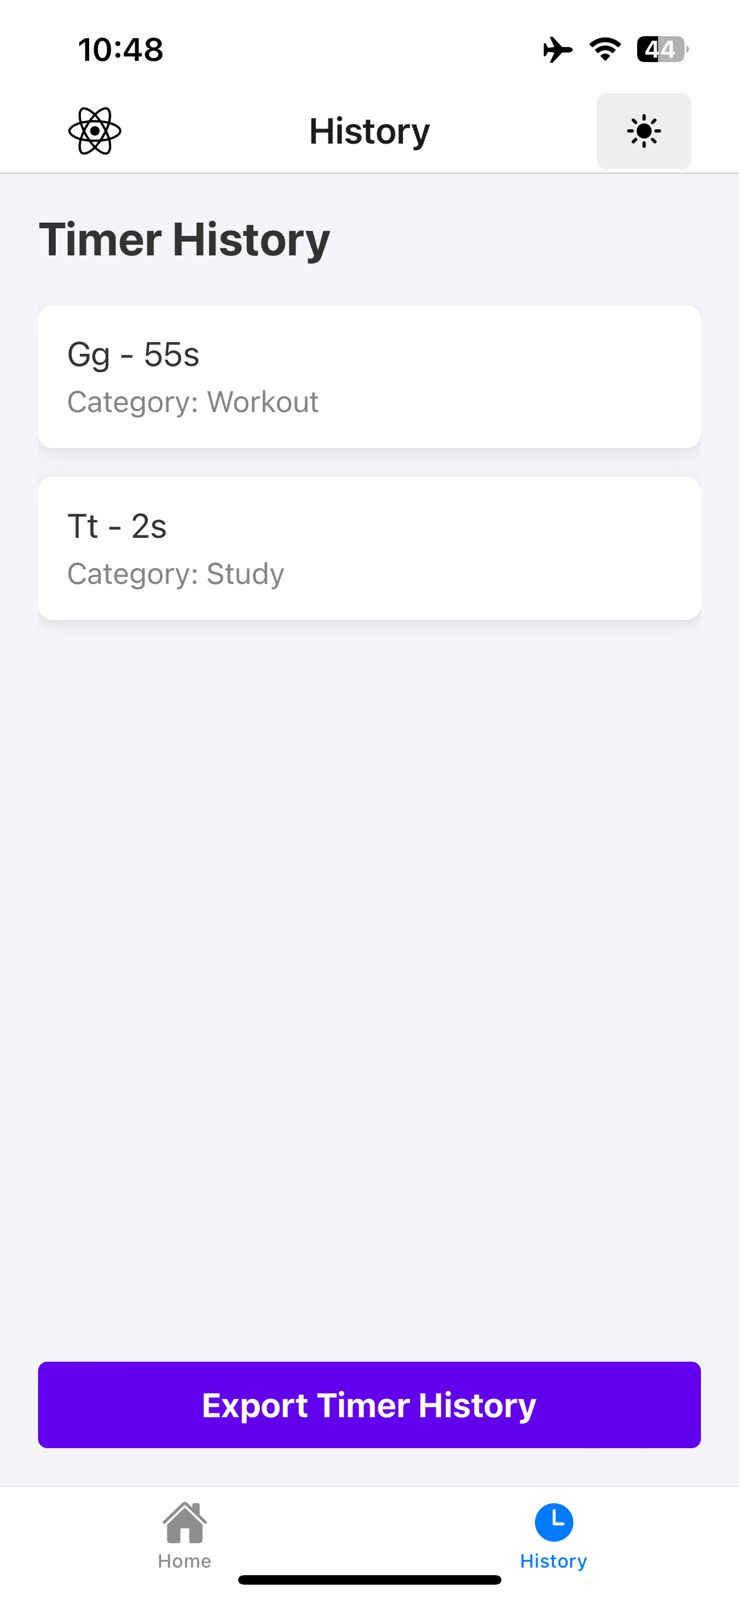 10:48
44
History
Timer History
Gg - 55s
Category: Workout
Tt - 2s
Category: Study
Export Timer History
Home
History